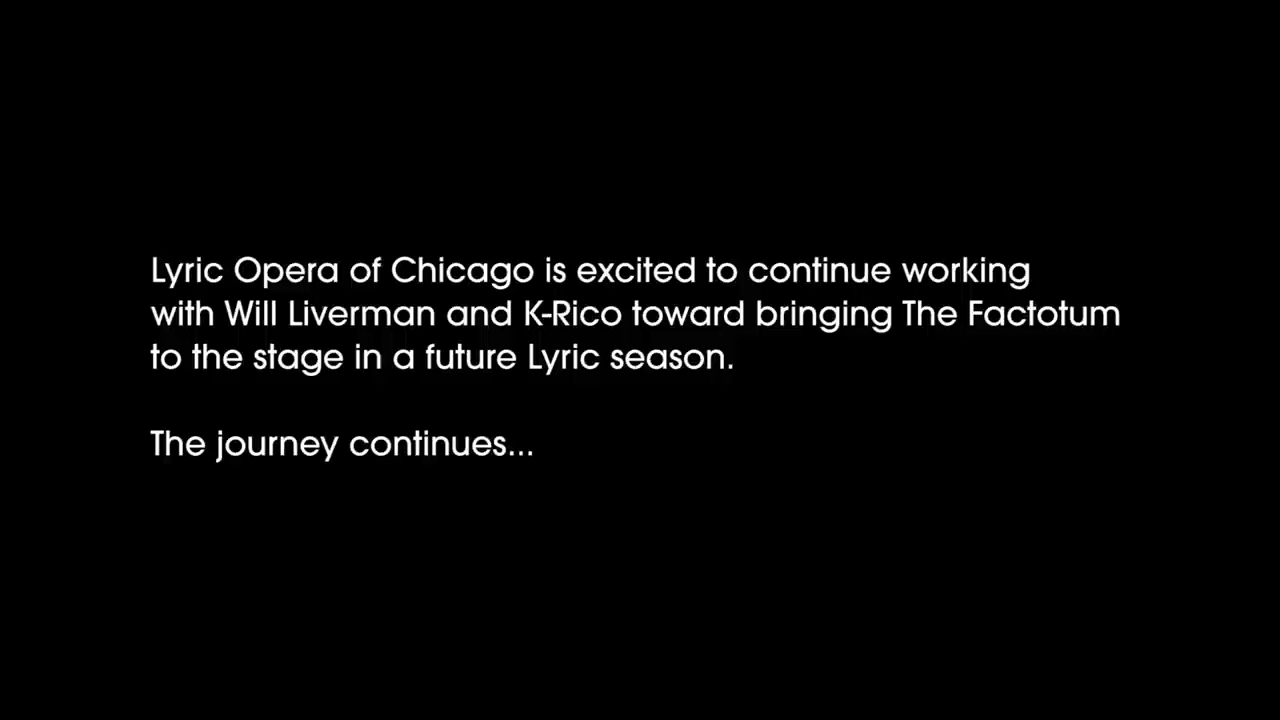 Lyric Opera of Chicago is excited to continue working
with Will Liverman and K-Rico toward bringing The Factotum
to the stage in a future Lyric season.
The journey continues...